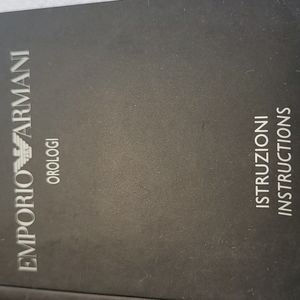 EMPORIO ARMANI
OROLOGI
ISTRUZIONI
INSTRUCTIONS